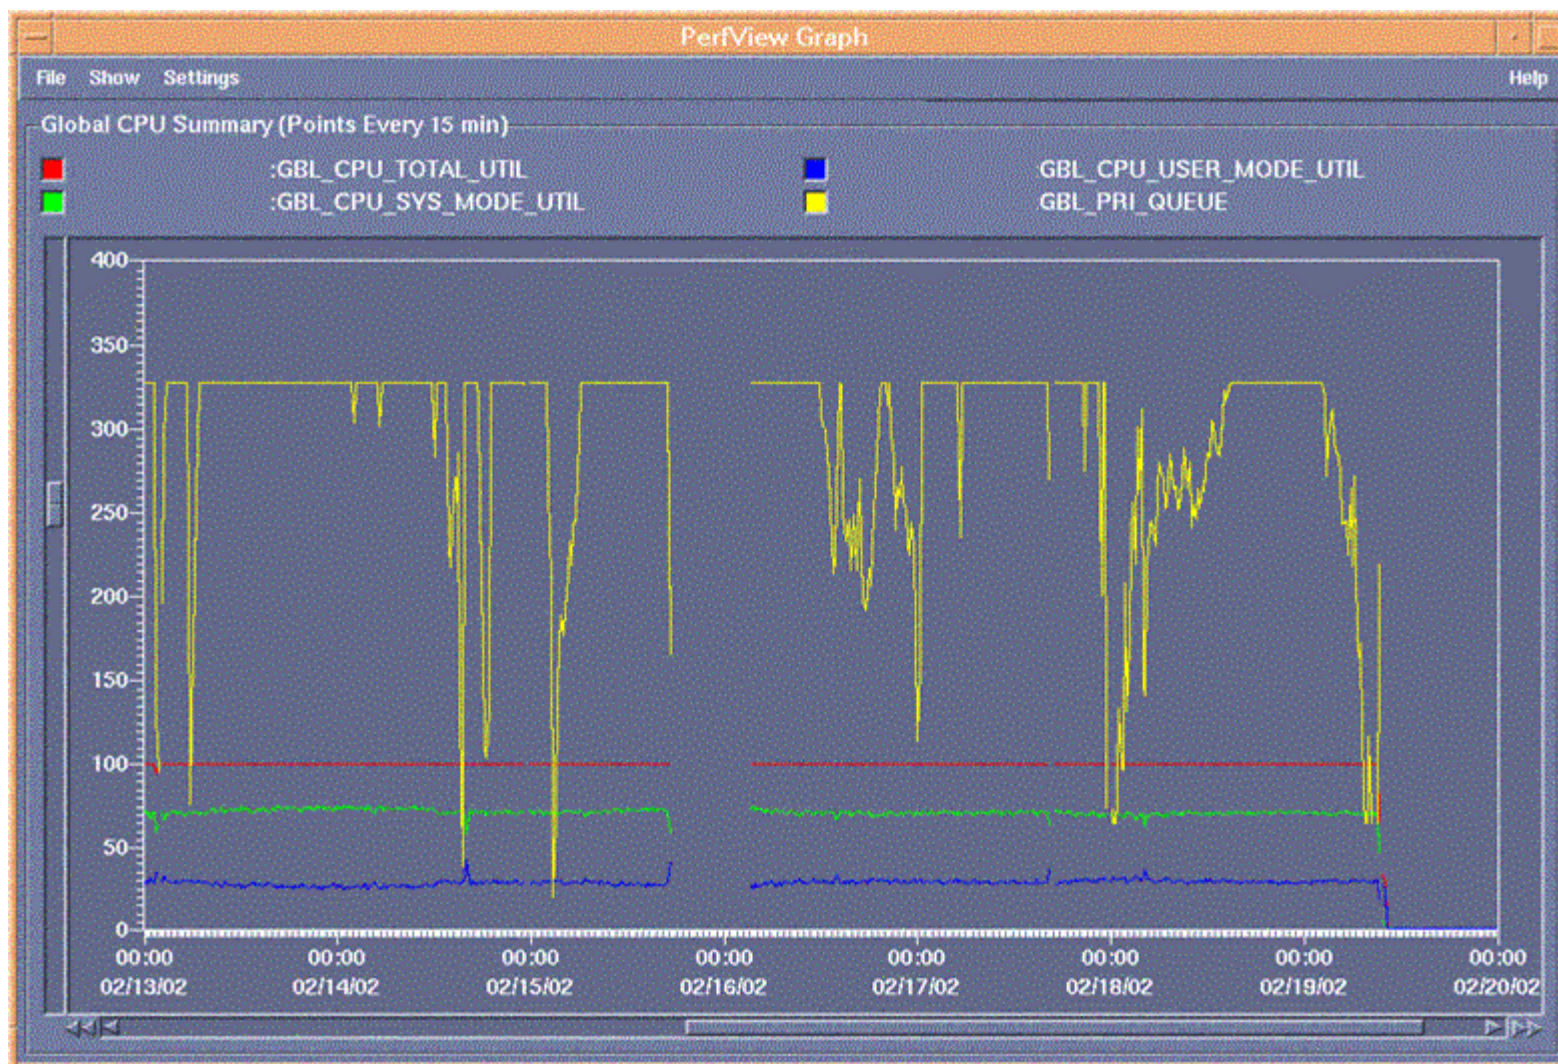 PerfView Graph
File Show Settings Help
Global CPU Summary (Points Every 15 min)
:GBL_CPU_TOTAL_UTIL GBL_CPU_USER_MODE_UTIL
:GBL_CPU_SYS_MODE_UTIL GBL_PRI_QUEUE
400
350
300
250
200
150
100
50
0
00:00 00:00 00:00 00:00 00:00 00:00 00:00 00:00
02/13/02 02/14/02 02/15/02 02/16/02 02/17/02 02/18/02 02/19/02 02/20/02